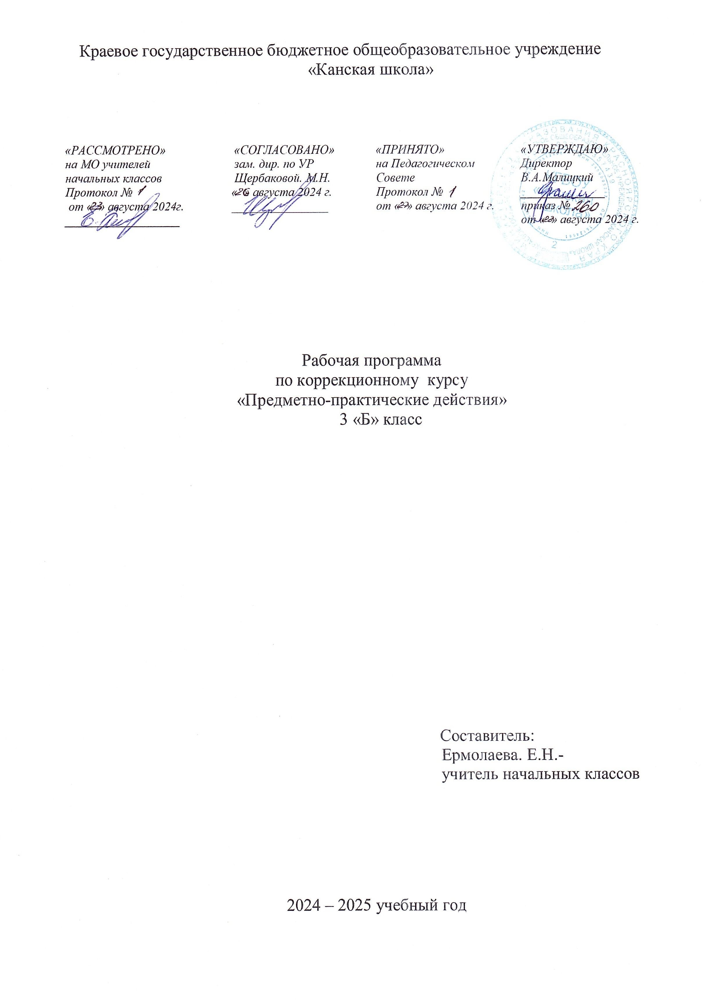 Краевое государственное бюджетное общеобразовательное учреждение
«Канская школа»
«РАССМОТРЕНО»
на МО учителей
начальных классов
Протокол № 1
от «23» августа 2024г.
«СОГЛАСОВАНО»
зам. дир. по УР
Щербаковой. М.Н.
«26 августа 2024 г.
«ПРИНЯТО»
на Педагогическом
Совете
Протокол № 1
от «» августа 2024 г.
«УТВЕРЖДАЮ»
Директор
В.А.Малицкий
приказ № 260
от «23» августа 2024 г.
Рабочая программа
по коррекционному курсу
«Предметно-практические действия»
3 «Б» класс
Составитель:
Ермолаева. Е.Н.-
учитель начальных классов
2024 – 2025 учебный год